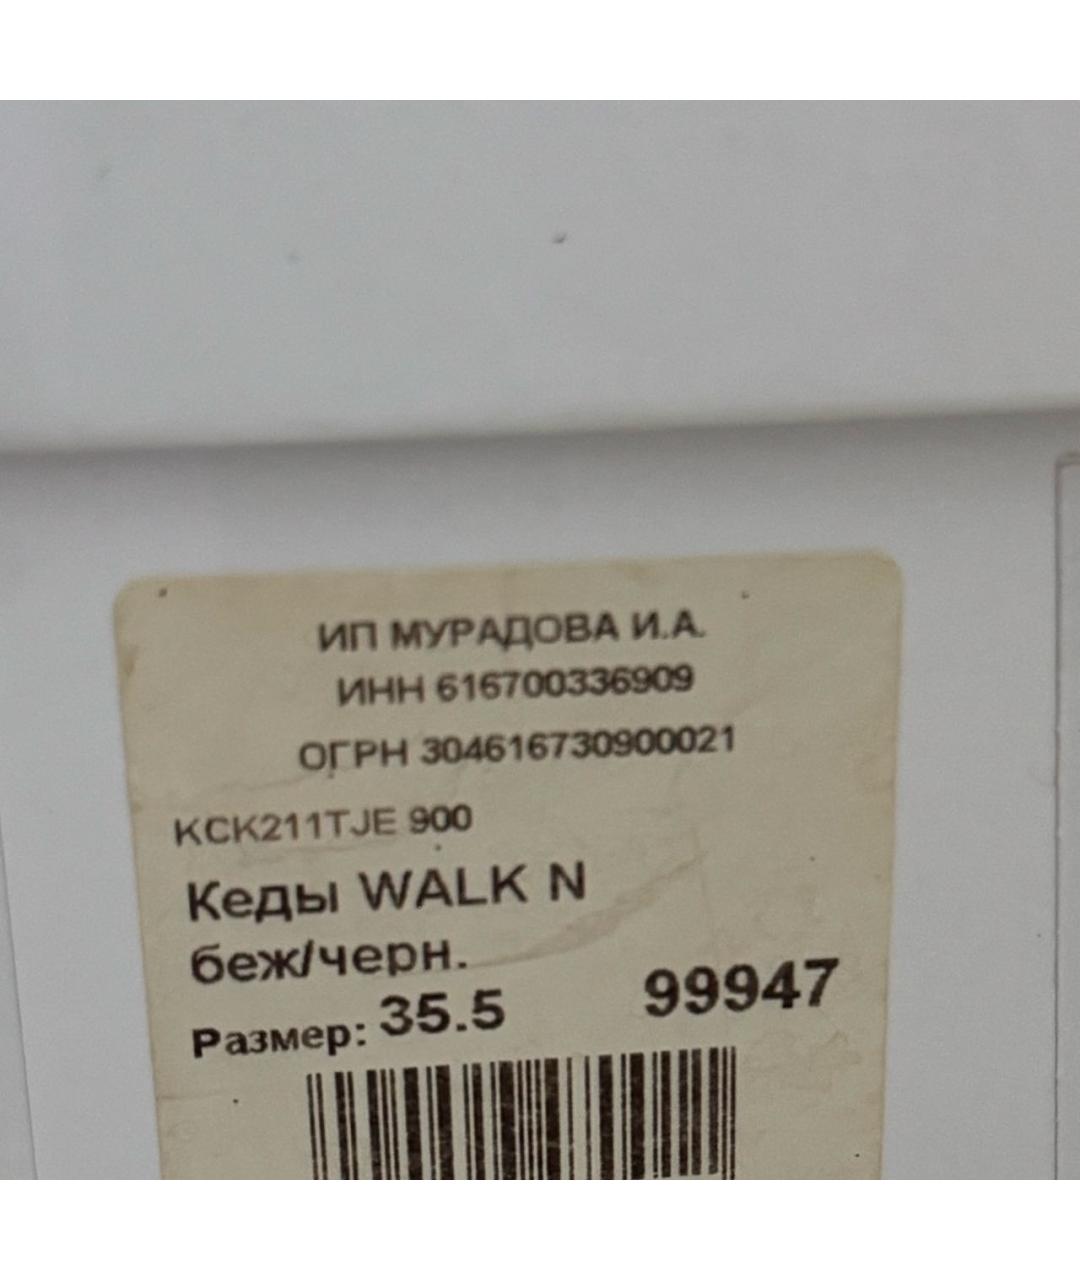 ИП МУРАДОВА И.А.
ИНН 616700336909
ОГРН 304616730900021
KCK211TJE 900
Кеды WALK N
беж/черн.
Размер: 35.5 99947